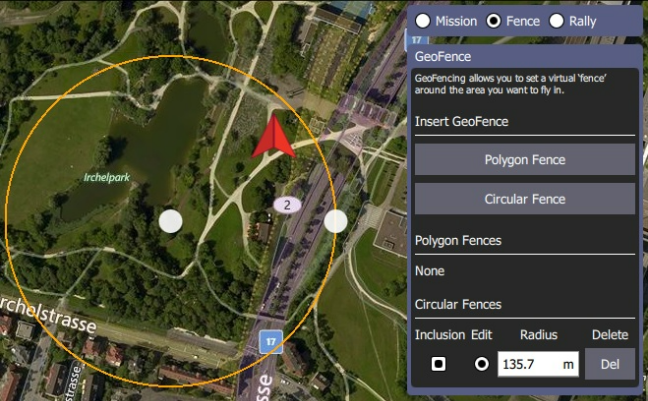 Mission
Fence
Rally
17
GeoFence
GeoFencing allows you to set a virtual 'fence'
around the area you want to fly in.
Insert GeoFence
Polygon Fence
Circular Fence
Polygon Fences
None
Circular Fences
Inclusion Edit Radius Delete
135.7 m Del
Irchelpark
2
rchelstrasse
17
strasse
sse